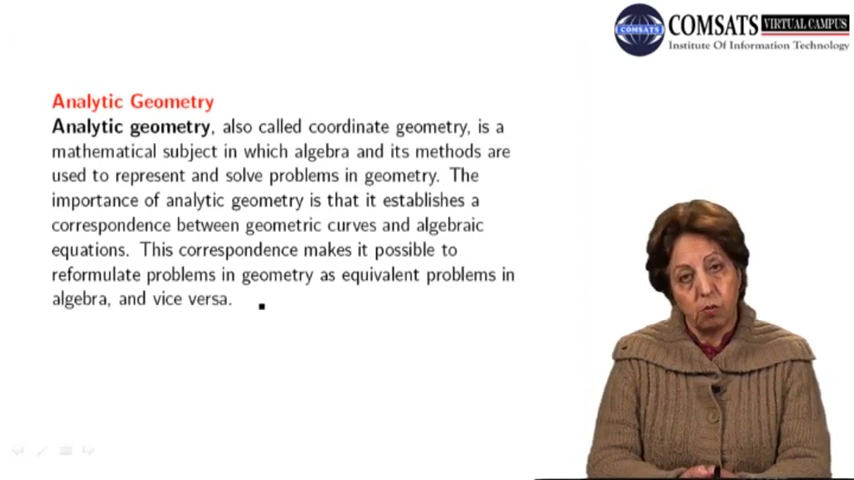 COMSATS VIRTUAL CAMPUS
COMSATS
Institute Of Information Technology
Analytic Geometry
Analytic geometry, also called coordinate geometry, is a
mathematical subject in which algebra and its methods are
used to represent and solve problems in geometry. The
importance of analytic geometry is that it establishes a
correspondence between geometric curves and algebraic
equations. This correspondence makes it possible to
reformulate problems in geometry as equivalent problems in
algebra, and vice versa.